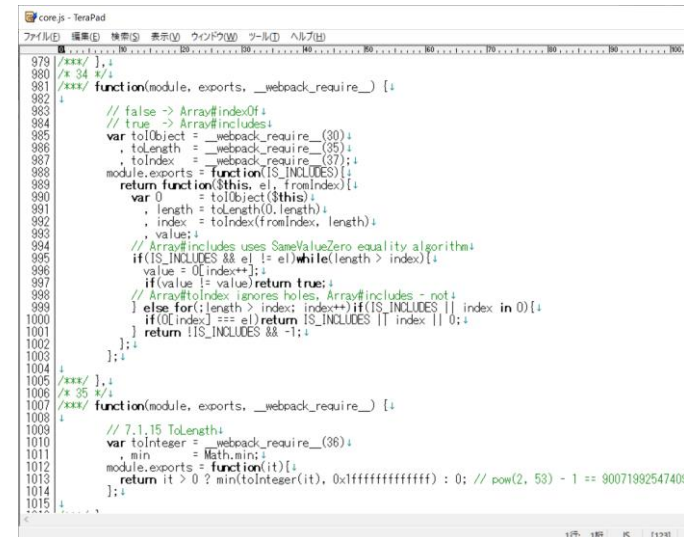 core.js - TeraPad
ファイル(F) 編集(E) 検索(S) 表示(V) ウィンドウ(W) ツール(T) ヘルプ(H)
979 /***/ },↓
980 /* 34 */↓
981 /***/ function(module, exports, __webpack_require__) {↓
982 ↓
983 // false -> Array#indexOf↓
984 // true -> Array#includes↓
985 var toIObject = __webpack_require__(30)↓
986 , toLength = __webpack_require__(35)↓
987 , toIndex = __webpack_require__(37);↓
988 module.exports = function(IS_INCLUDES){↓
989 return function($this, el, fromIndex){↓
990 var O = toIObject($this)↓
991 , length = toLength(O.length)↓
992 , index = toIndex(fromIndex, length)↓
993 , value;↓
994 // Array#includes uses SameValueZero equality algorithm↓
995 if(IS_INCLUDES && el != el)while(length > index){↓
996 value = O[index++];↓
997 if(value != value)return true;↓
998 // Array#toIndex ignores holes, Array#includes - not↓
999 } else for(;length > index; index++)if(IS_INCLUDES || index in O){↓
1000 if(O[index] === el)return IS_INCLUDES || index || 0;↓
1001 } return !IS_INCLUDES && -1;↓
1002 };↓
1003 };↓
1004 ↓
1005 /***/ },↓
1006 /* 35 */↓
1007 /***/ function(module, exports, __webpack_require__) {↓
1008 ↓
1009 // 7.1.15 ToLength↓
1010 var toInteger = __webpack_require__(36)↓
1011 , min = Math.min;↓
1012 module.exports = function(it){↓
1013 return it > 0 ? min(toInteger(it), 0x1fffffffffffff) : 0; // pow(2, 53) - 1 == 90071992547409
1014 };↓
1015 ↓